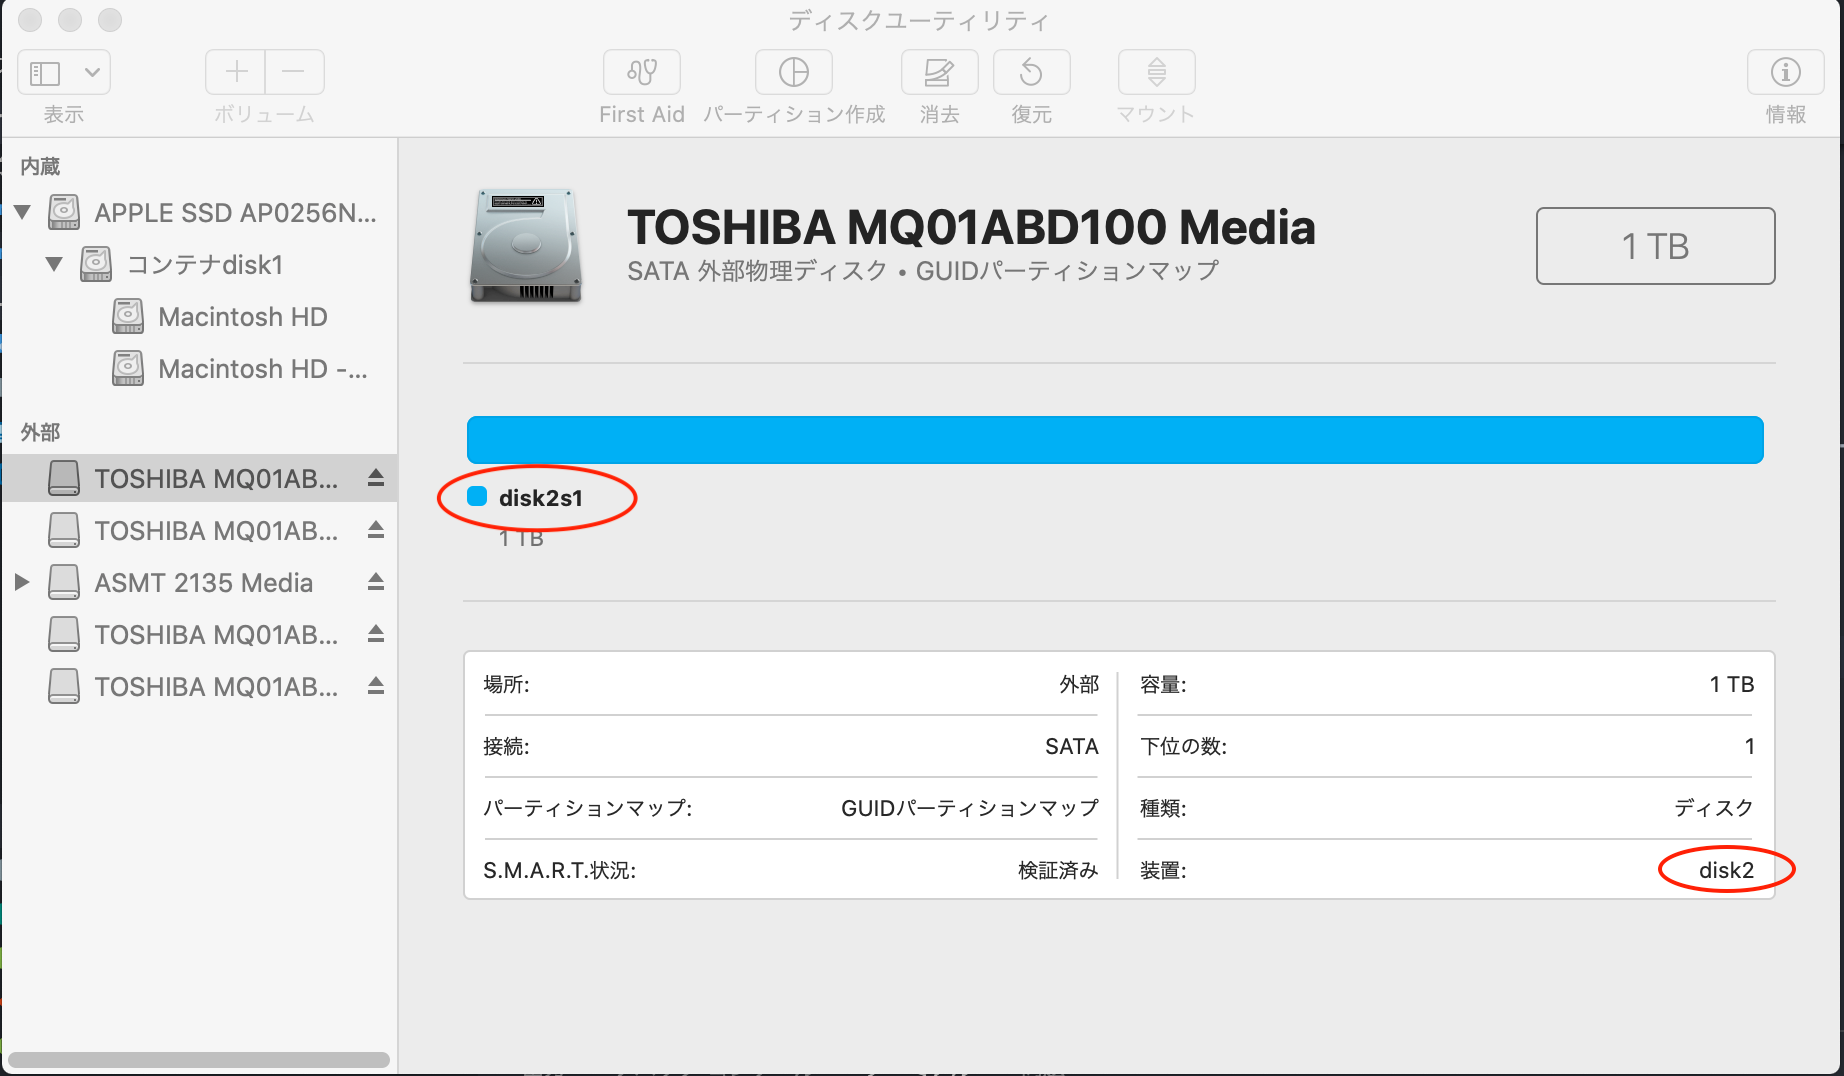 ディスクユーティリティ
表示
ボリューム
First Aid
パーティション作成
消去
復元
マウント
情報
内蔵
APPLE SSD AP0256N...
コンテナdisk1
Macintosh HD
Macintosh HD -...
外部
TOSHIBA MQ01AB...
TOSHIBA MQ01AB...
ASMT 2135 Media
TOSHIBA MQ01AB...
TOSHIBA MQ01AB...
TOSHIBA MQ01ABD100 Media
SATA 外部物理ディスク • GUIDパーティションマップ
1 TB
disk2s1
1 TB
場所: 外部
接続: SATA
パーティションマップ: GUIDパーティションマップ
S.M.A.R.T.状況: 検証済み
容量: 1 TB
下位の数: 1
種類: ディスク
装置: disk2